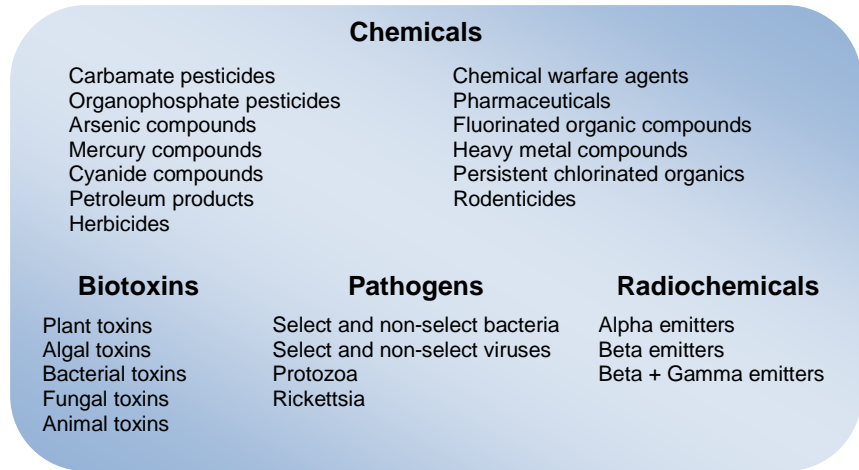 Chemicals
Carbamate pesticides
Organophosphate pesticides
Arsenic compounds
Mercury compounds
Cyanide compounds
Petroleum products
Herbicides
Chemical warfare agents
Pharmaceuticals
Fluorinated organic compounds
Heavy metal compounds
Persistent chlorinated organics
Rodenticides
Biotoxins
Plant toxins
Algal toxins
Bacterial toxins
Fungal toxins
Animal toxins
Pathogens
Select and non-select bacteria
Select and non-select viruses
Protozoa
Rickettsia
Radiochemicals
Alpha emitters
Beta emitters
Beta + Gamma emitters